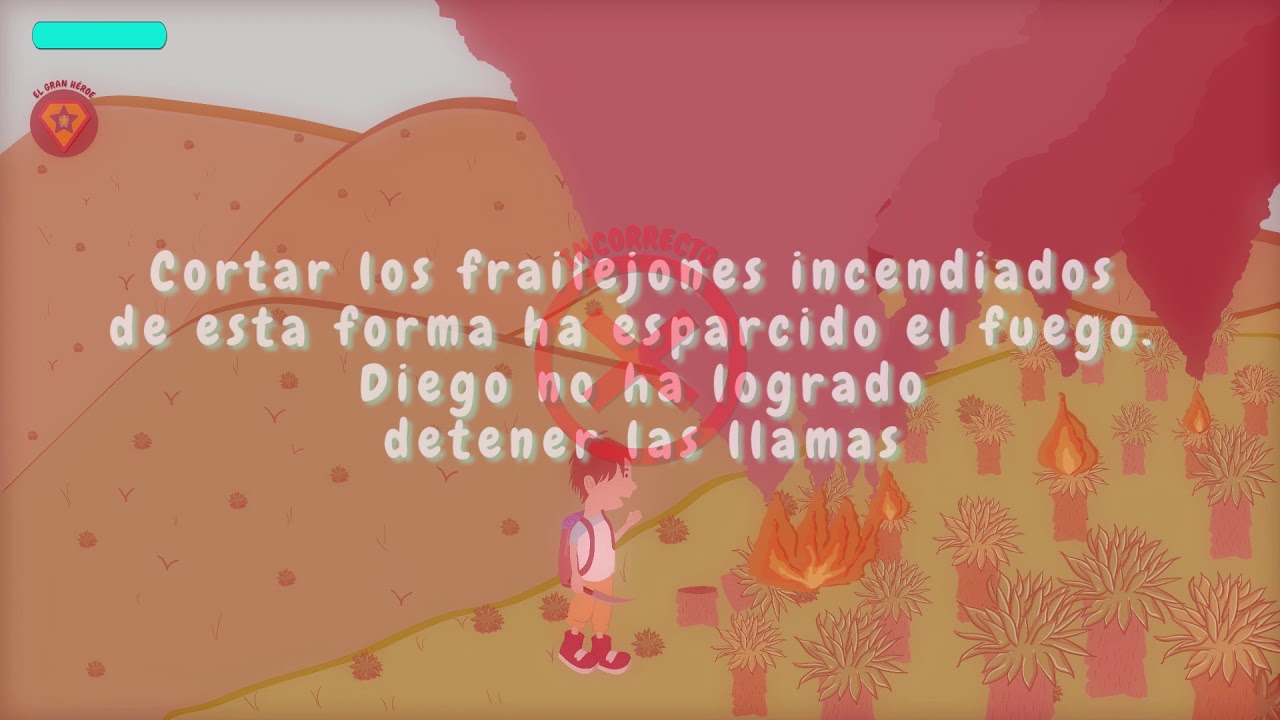 EL GRAN HÉROE
INCORRECTO
Cortar los frailejones incendiados
de esta forma ha esparcido el fuego.
Diego no ha logrado
detener las llamas